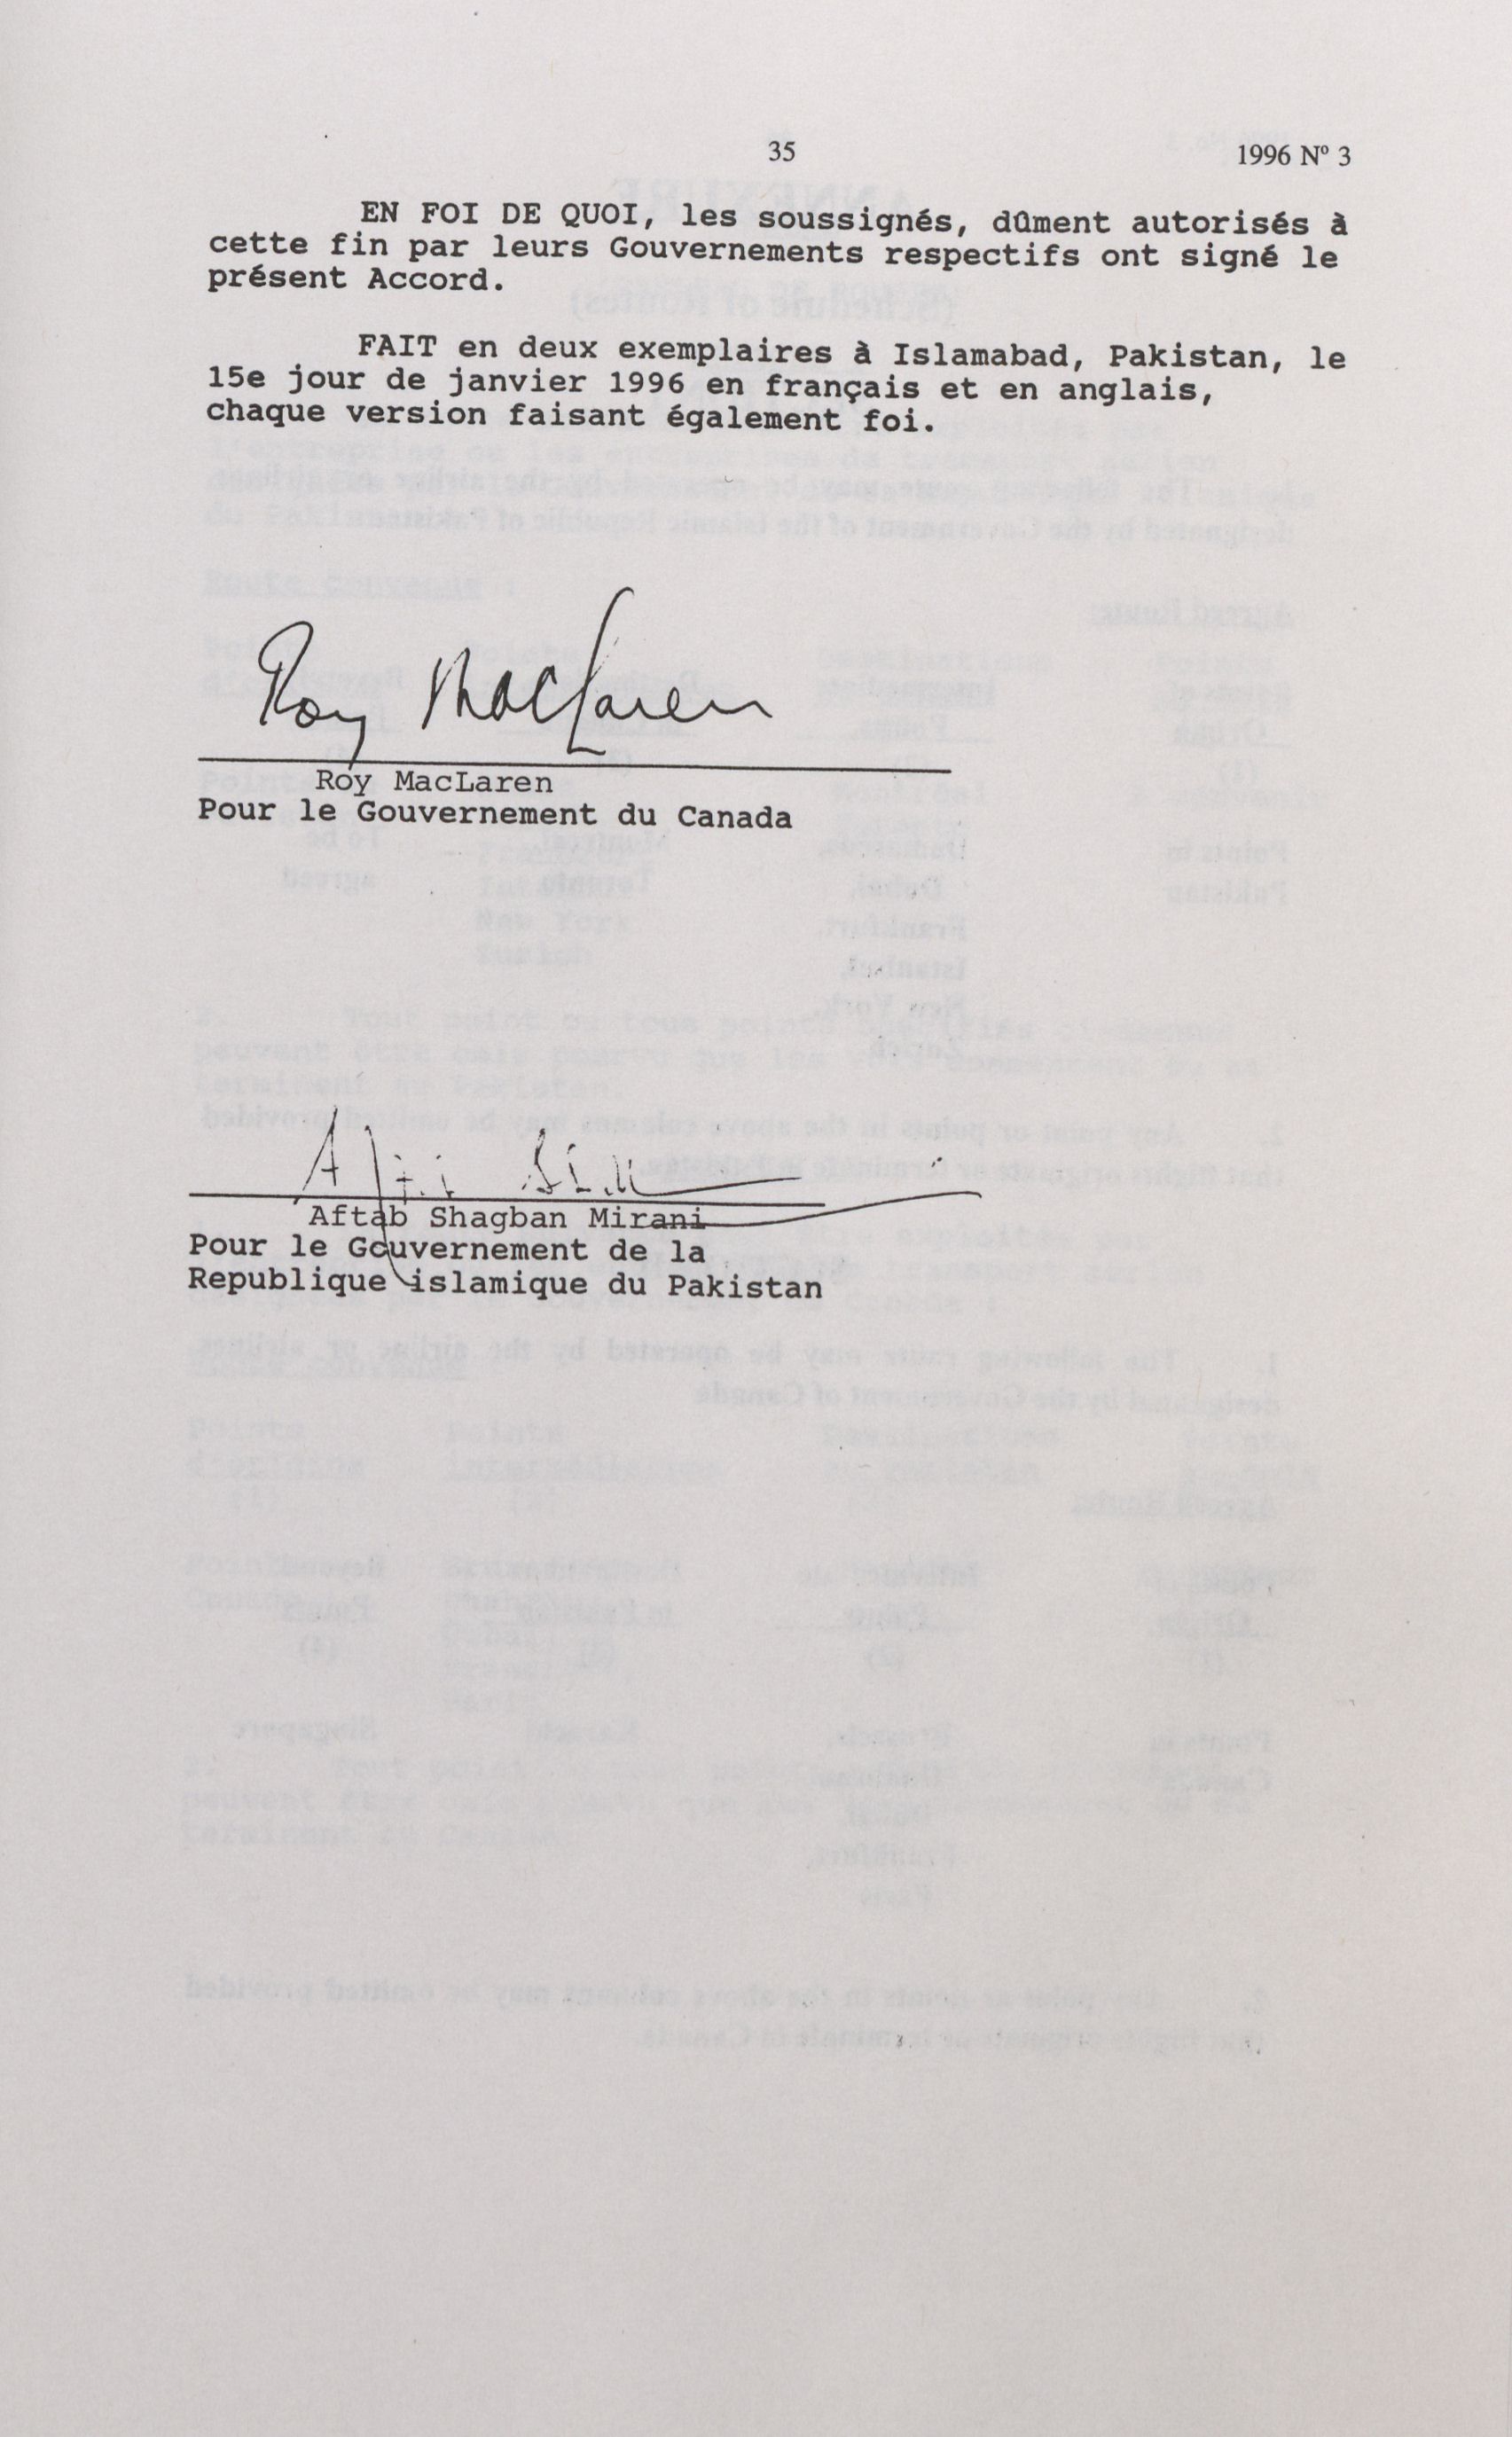 35
1996 Nº 3
EN FOI DE QUOI, les soussignés, dûment autorisés à
cette fin par leurs Gouvernements respectifs ont signé le
présent Accord.
FAIT en deux exemplaires à Islamabad, Pakistan, le
15e jour de janvier 1996 en français et en anglais,
chaque version faisant également foi.
Roy MacLaren
Roy MacLaren
Pour le Gouvernement du Canada
Aftab Shagban Mirani
Pour le Gouvernement de la
Republique islamique du Pakistan